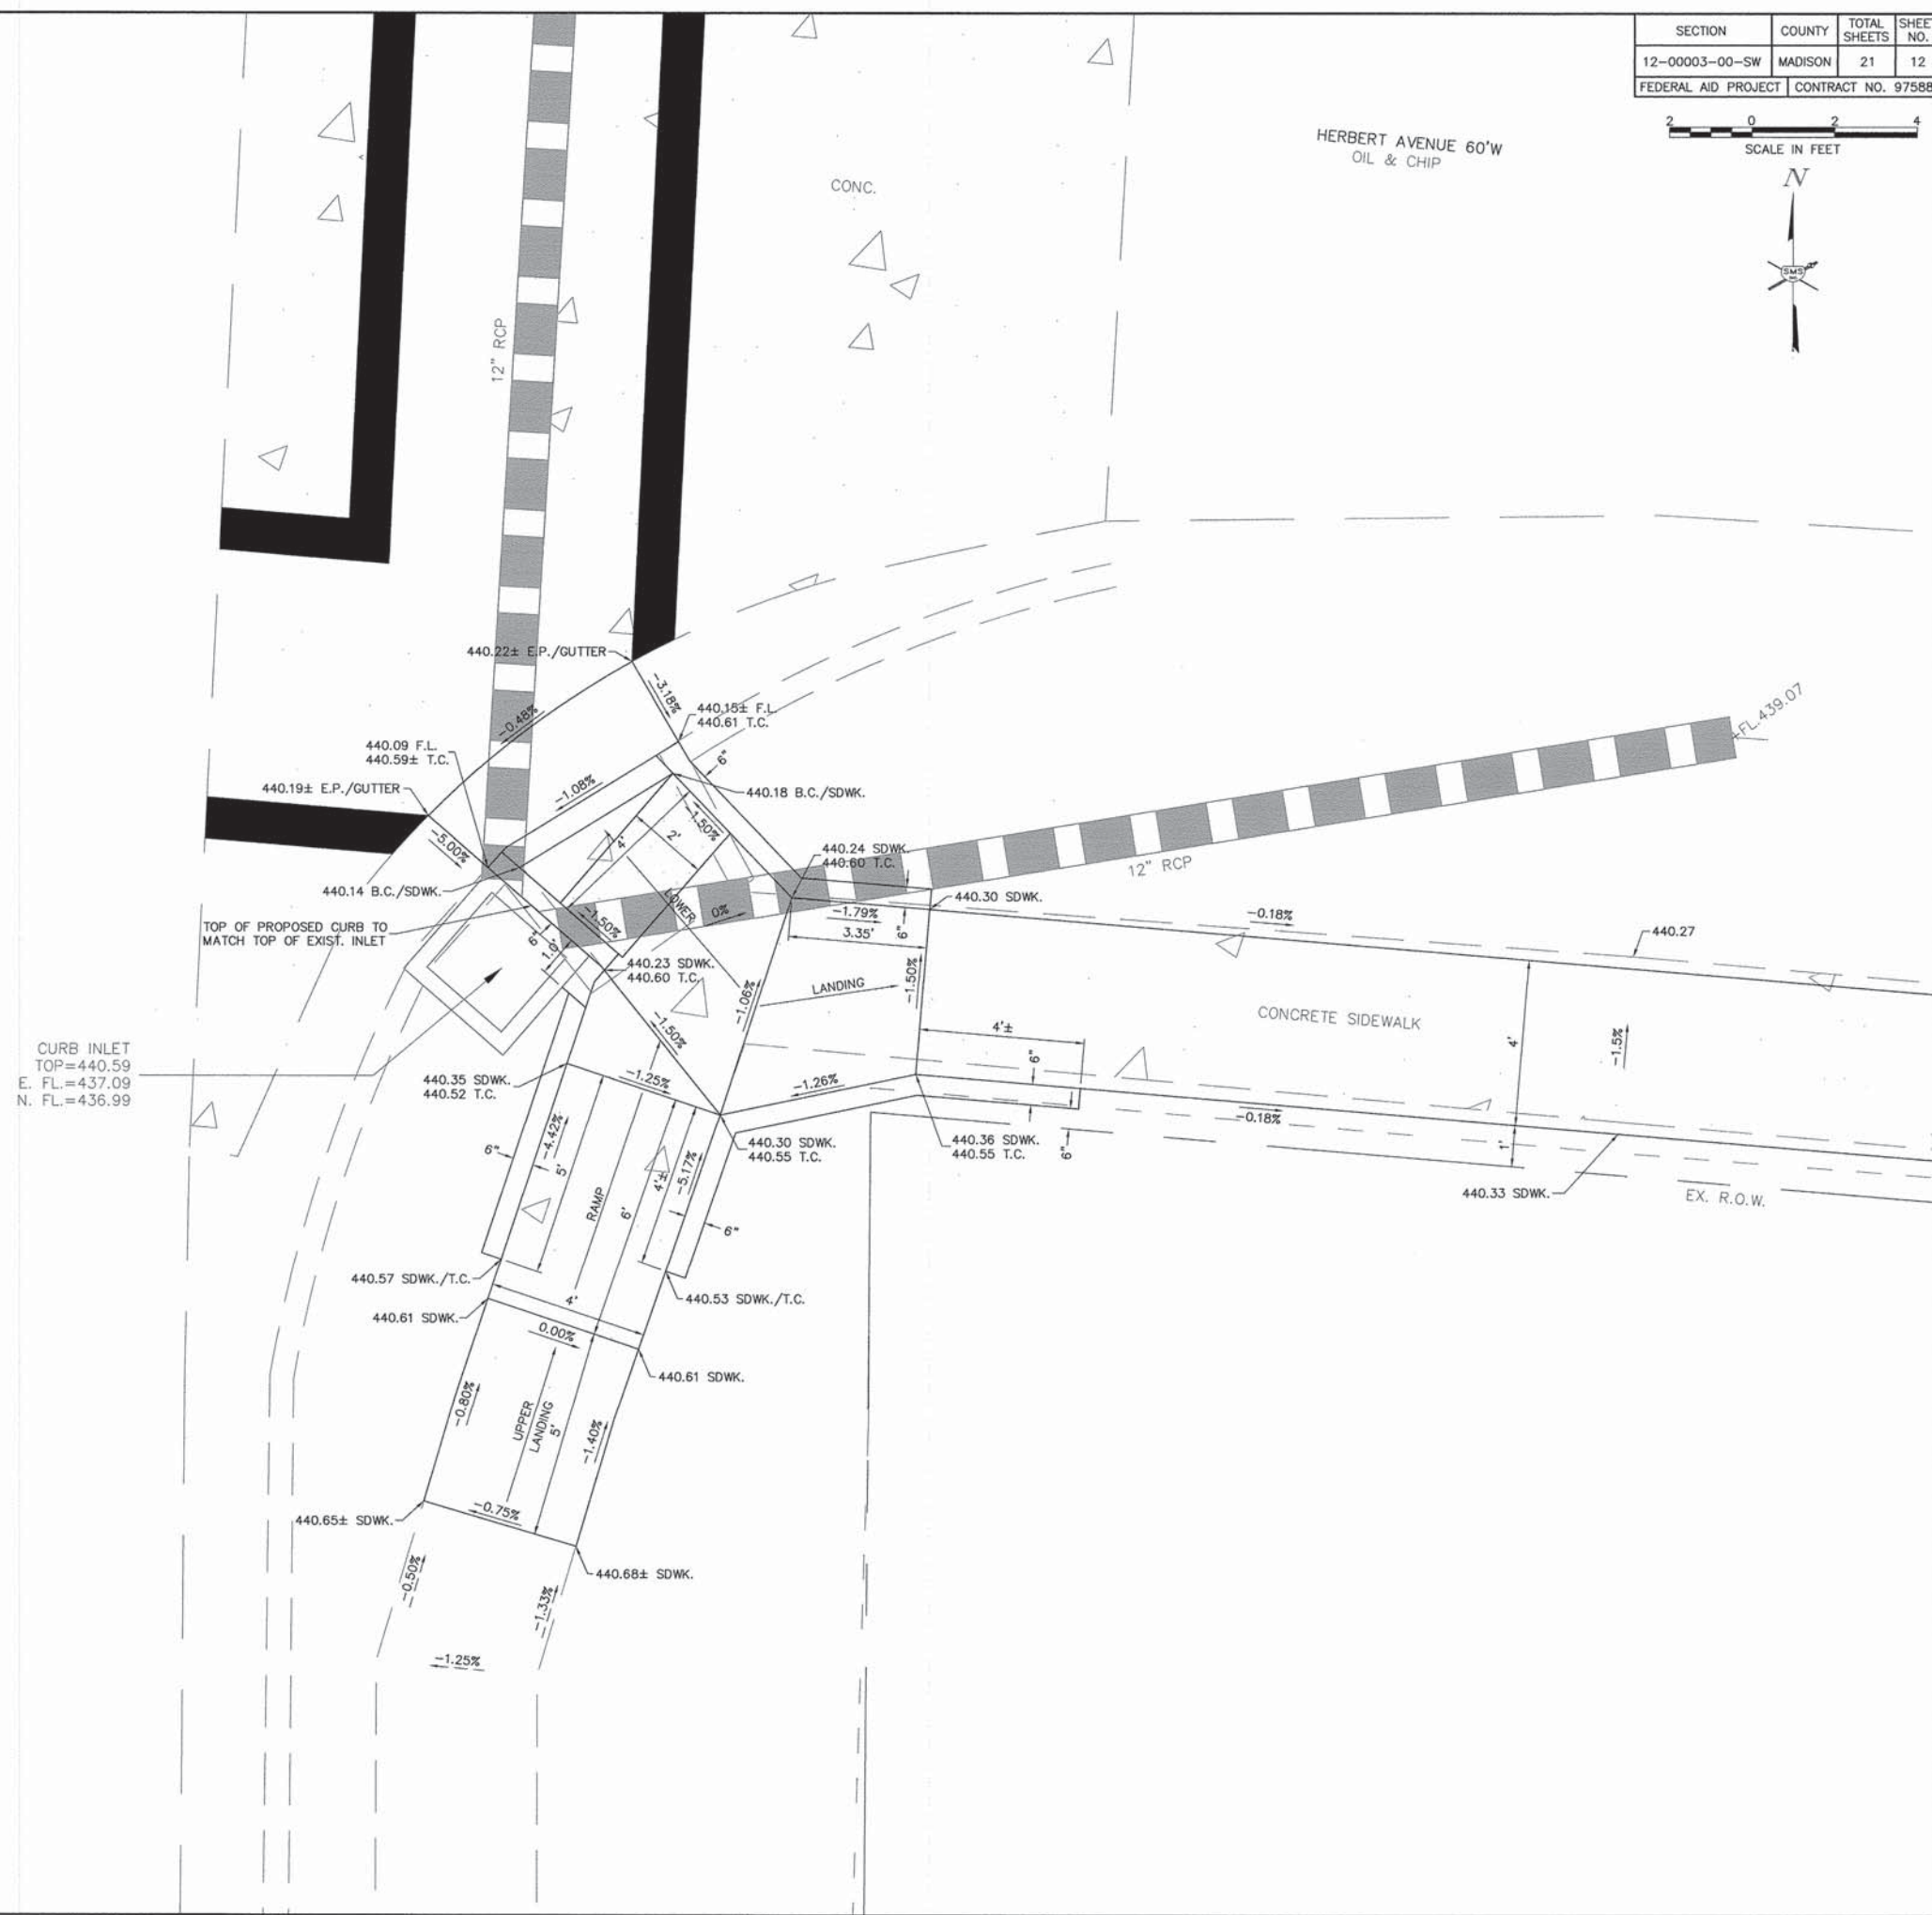 SECTION COUNTY TOTAL SHEETS SHEET NO.
12-00003-00-SW MADISON 21 12
FEDERAL AID PROJECT CONTRACT NO. 97588
2 0 2 4
SCALE IN FEET
N
SMS
HERBERT AVENUE 60'W
OIL & CHIP
CONC.
12" RCP
440.22± E.P./GUTTER
-3.18%
440.15± F.L.
440.61 T.C.
-0.48%
440.09 F.L.
440.59± T.C.
6"
FL.439.07
440.19± E.P./GUTTER
-1.08%
440.18 B.C./SDWK.
-1.50%
4'
2'
-5.00%
440.24 SDWK.
440.60 T.C.
12" RCP
440.14 B.C./SDWK.
LOWER
0%
440.30 SDWK.
-1.79%
3.35'
6"
-0.18%
440.27
TOP OF PROPOSED CURB TO
MATCH TOP OF EXIST. INLET
-1.50%
6"
1.0'
440.23 SDWK.
440.60 T.C.
LANDING
-1.06%
-1.50%
-1.50%
CONCRETE SIDEWALK
4'±
6"
4'
-1.5%
CURB INLET
TOP=440.59
E. FL.=437.09
N. FL.=436.99
440.35 SDWK.
440.52 T.C.
-1.25%
-1.26%
-0.18%
440.30 SDWK.
440.55 T.C.
440.36 SDWK.
440.55 T.C.
6"
1'
440.33 SDWK.
EX. R.O.W.
6"
-4.42%
5'
RAMP
6'
4'±
-5.17%
6"
440.57 SDWK./T.C.
440.53 SDWK./T.C.
4'
440.61 SDWK.
0.00%
440.61 SDWK.
-0.80%
UPPER
LANDING
5'
-1.40%
-0.75%
440.65± SDWK.
440.68± SDWK.
-0.50%
-1.33%
-1.25%